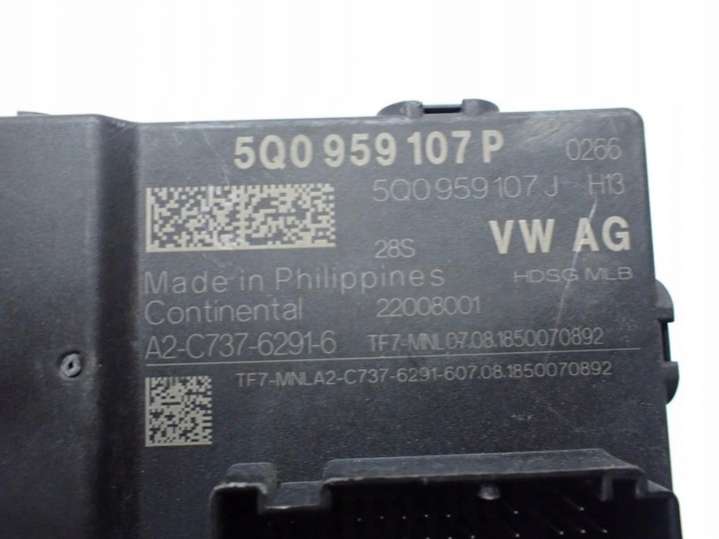 5Q0 959 107 P 0266
5Q0 959 107 J H13
28S VW AG
Made in Philippines HDSG MLB
Continental 22008001
A2-C737-6291-6 TF7-MNL07.08.1850070892
TF7-MNLA2-C737-6291-607.08.1850070892